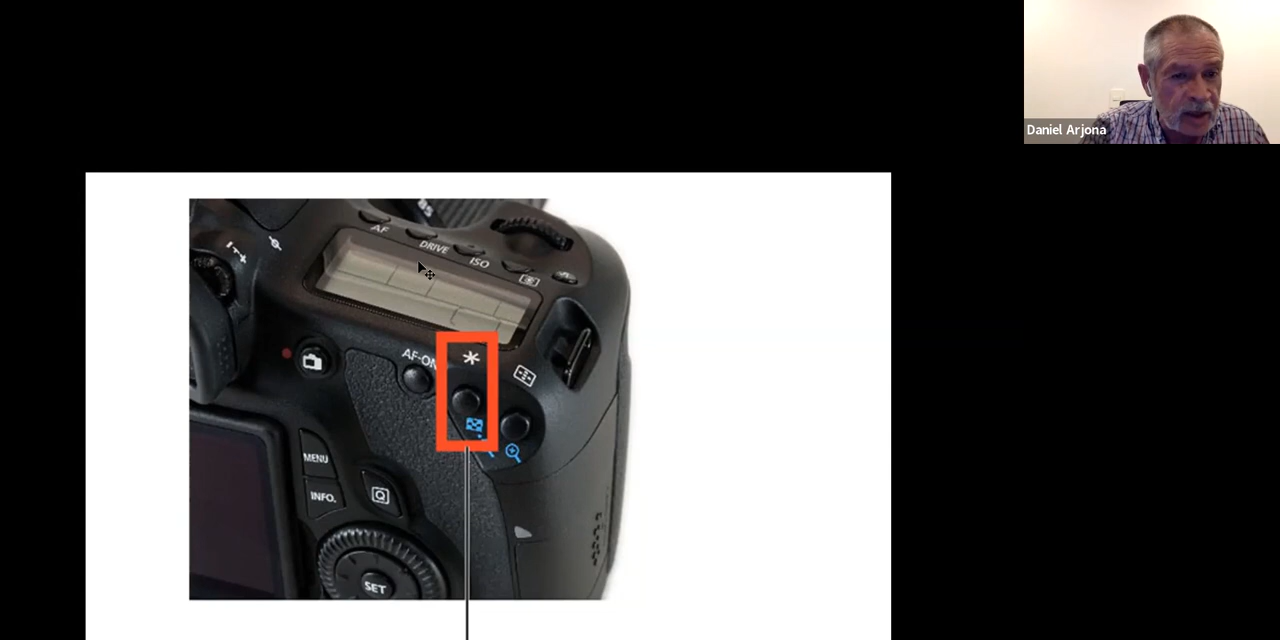 Daniel Arjona
AF
DRIVE
ISO
AF-ON
MENU
INFO.
Q
SET